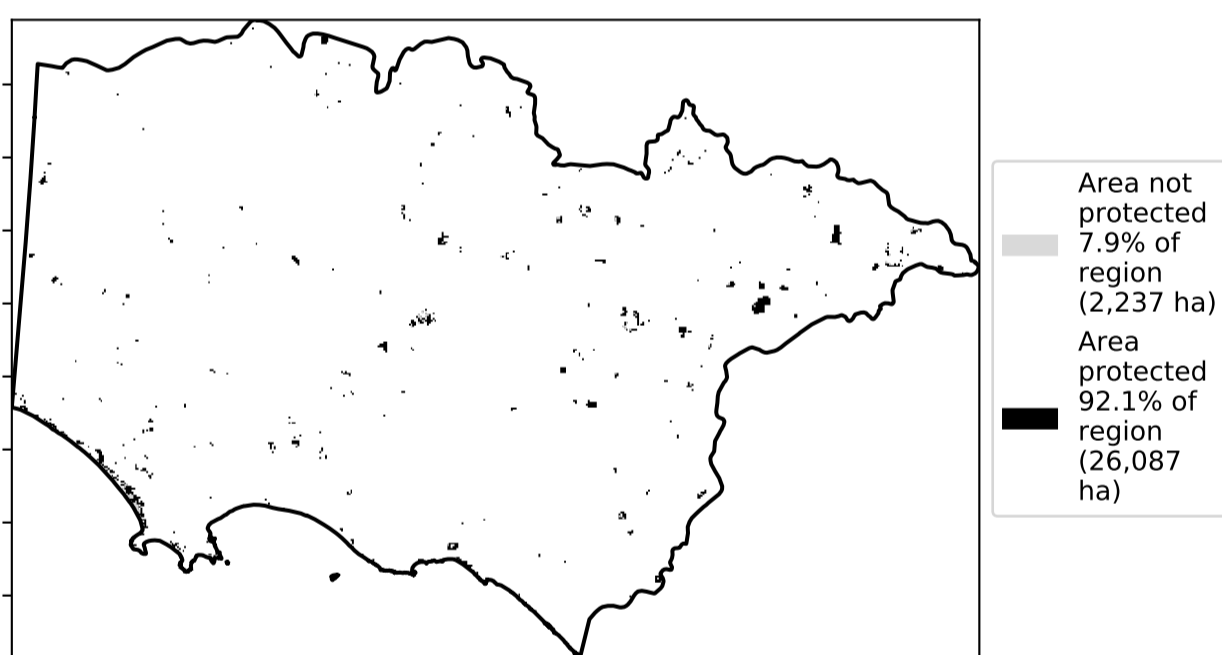 Area not
protected
7.9% of
region
(2,237 ha)
Area
protected
92.1% of
region
(26,087
ha)